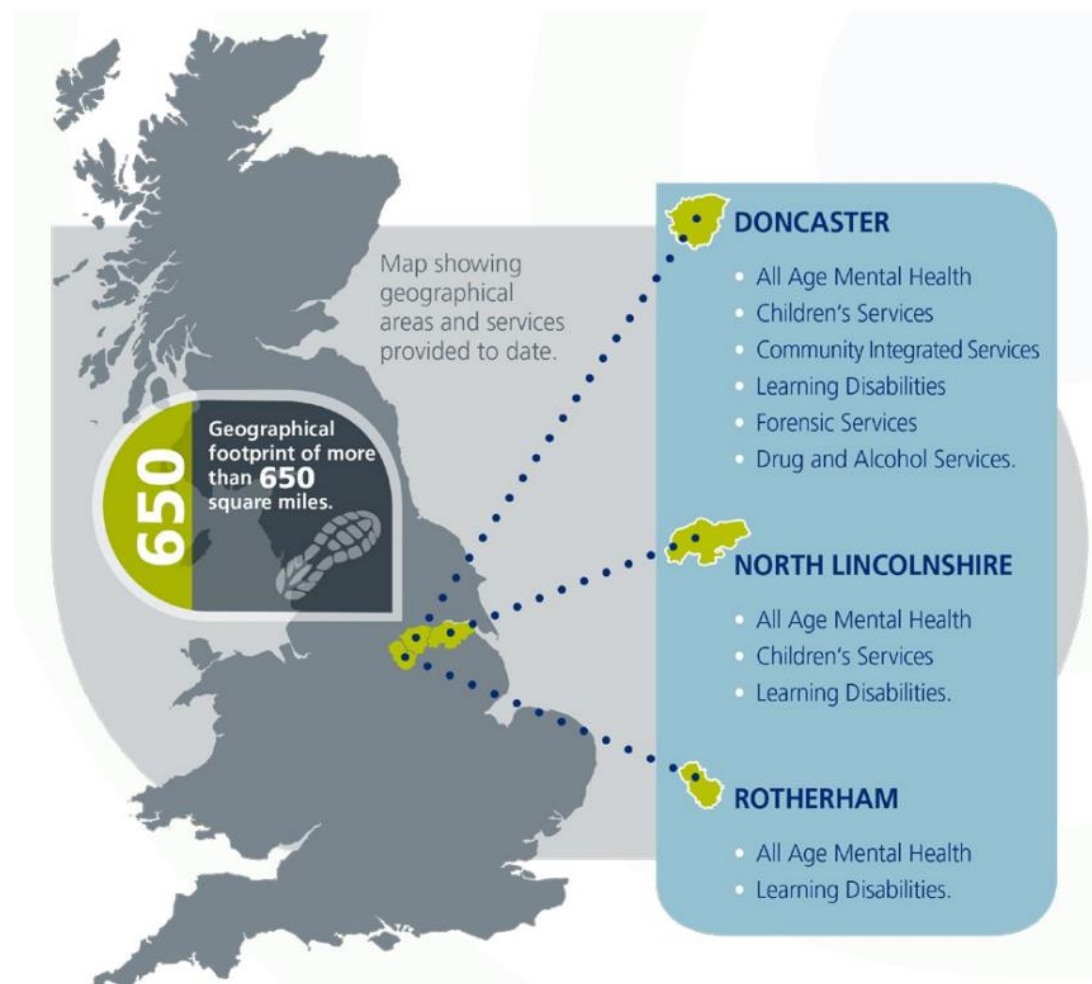 Map showing
geographical
areas and services
provided to date.
650
Geographical
footprint of more
than 650
square miles.
DONCASTER
• All Age Mental Health
• Children's Services
• Community Integrated Services
• Learning Disabilities
• Forensic Services
• Drug and Alcohol Services.
NORTH LINCOLNSHIRE
• All Age Mental Health
• Children's Services
• Learning Disabilities.
ROTHERHAM
• All Age Mental Health
• Learning Disabilities.